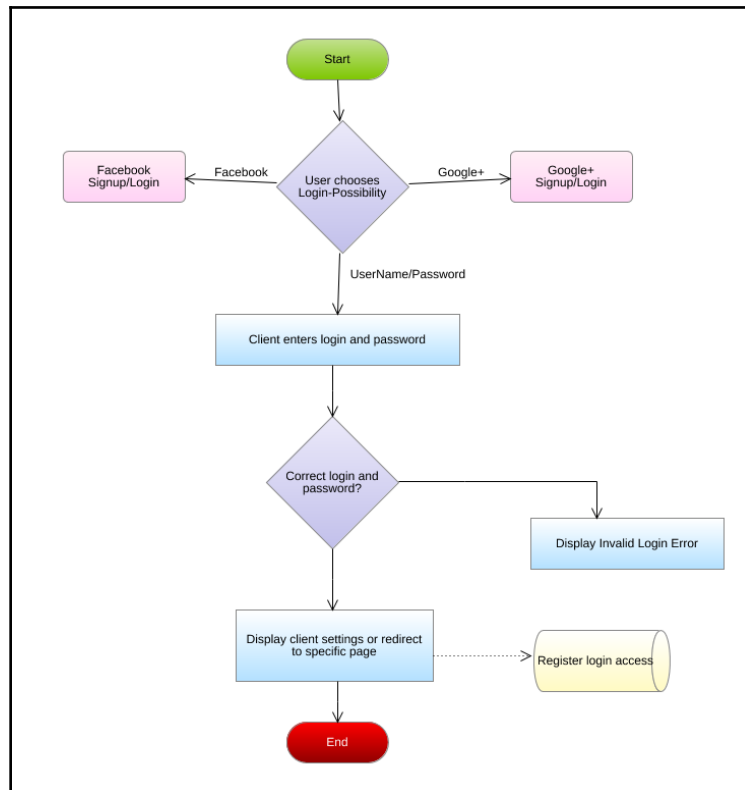 Start
Facebook
Signup/Login
Facebook
User chooses
Login-Possibility
Google+
Google+
Signup/Login
UserName/Password
Client enters login and password
Correct login and
password?
Display Invalid Login Error
Display client settings or redirect
to specific page
Register login access
End